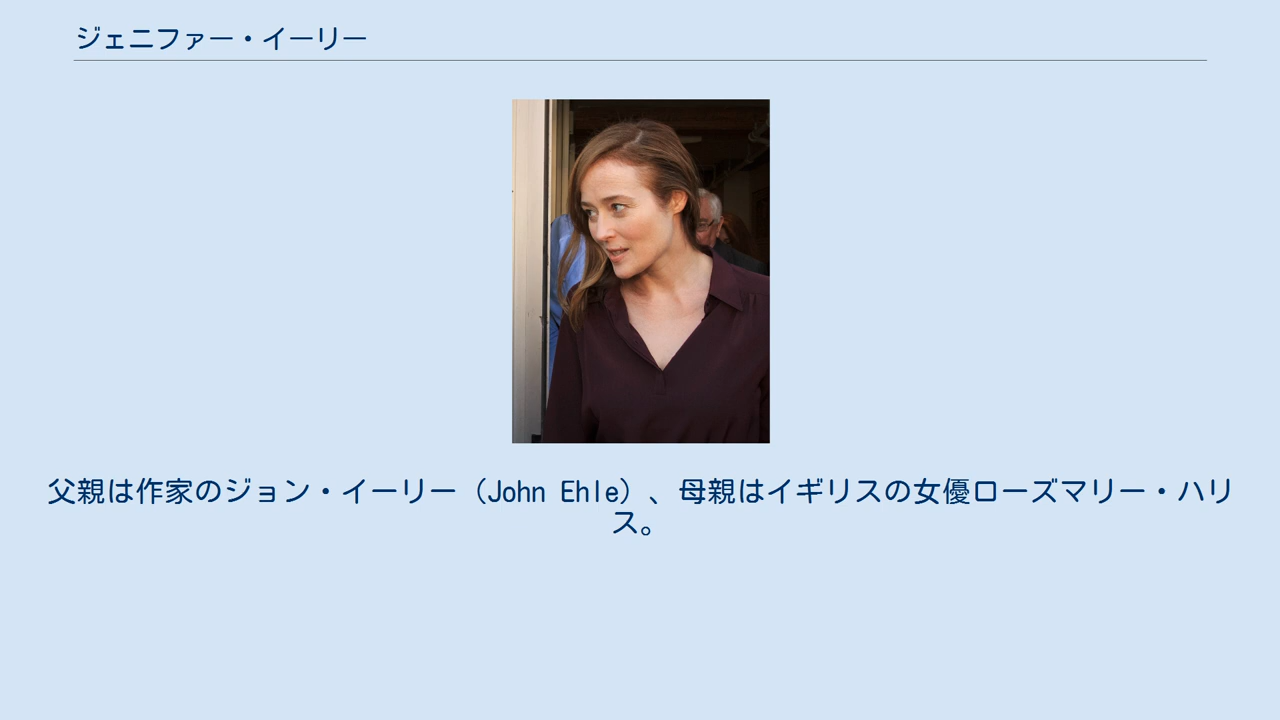 ジェニファー・イーリー
父親は作家のジョン・イーリー（John Ehle）、母親はイギリスの女優ローズマリー・ハリ
ス。